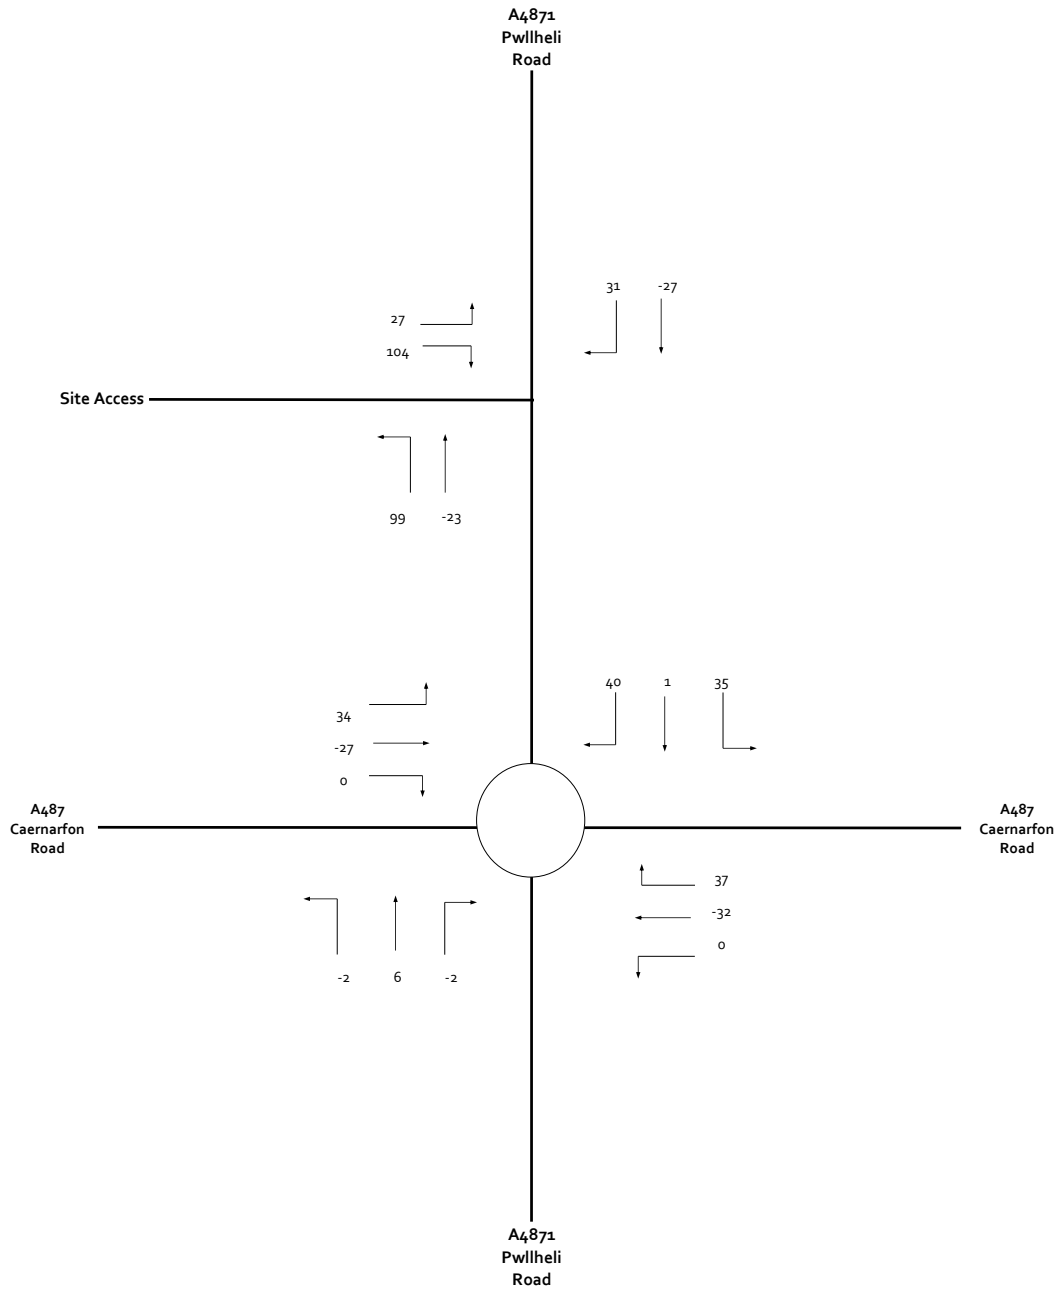 A4871
Pwllheli
Road
31 -27
27
104
Site Access
99 -23
40 1 35
34
-27
0
A487
Caernarfon
Road
A487
Caernarfon
Road
37
-32
0
-2 6 -2
A4871
Pwllheli
Road